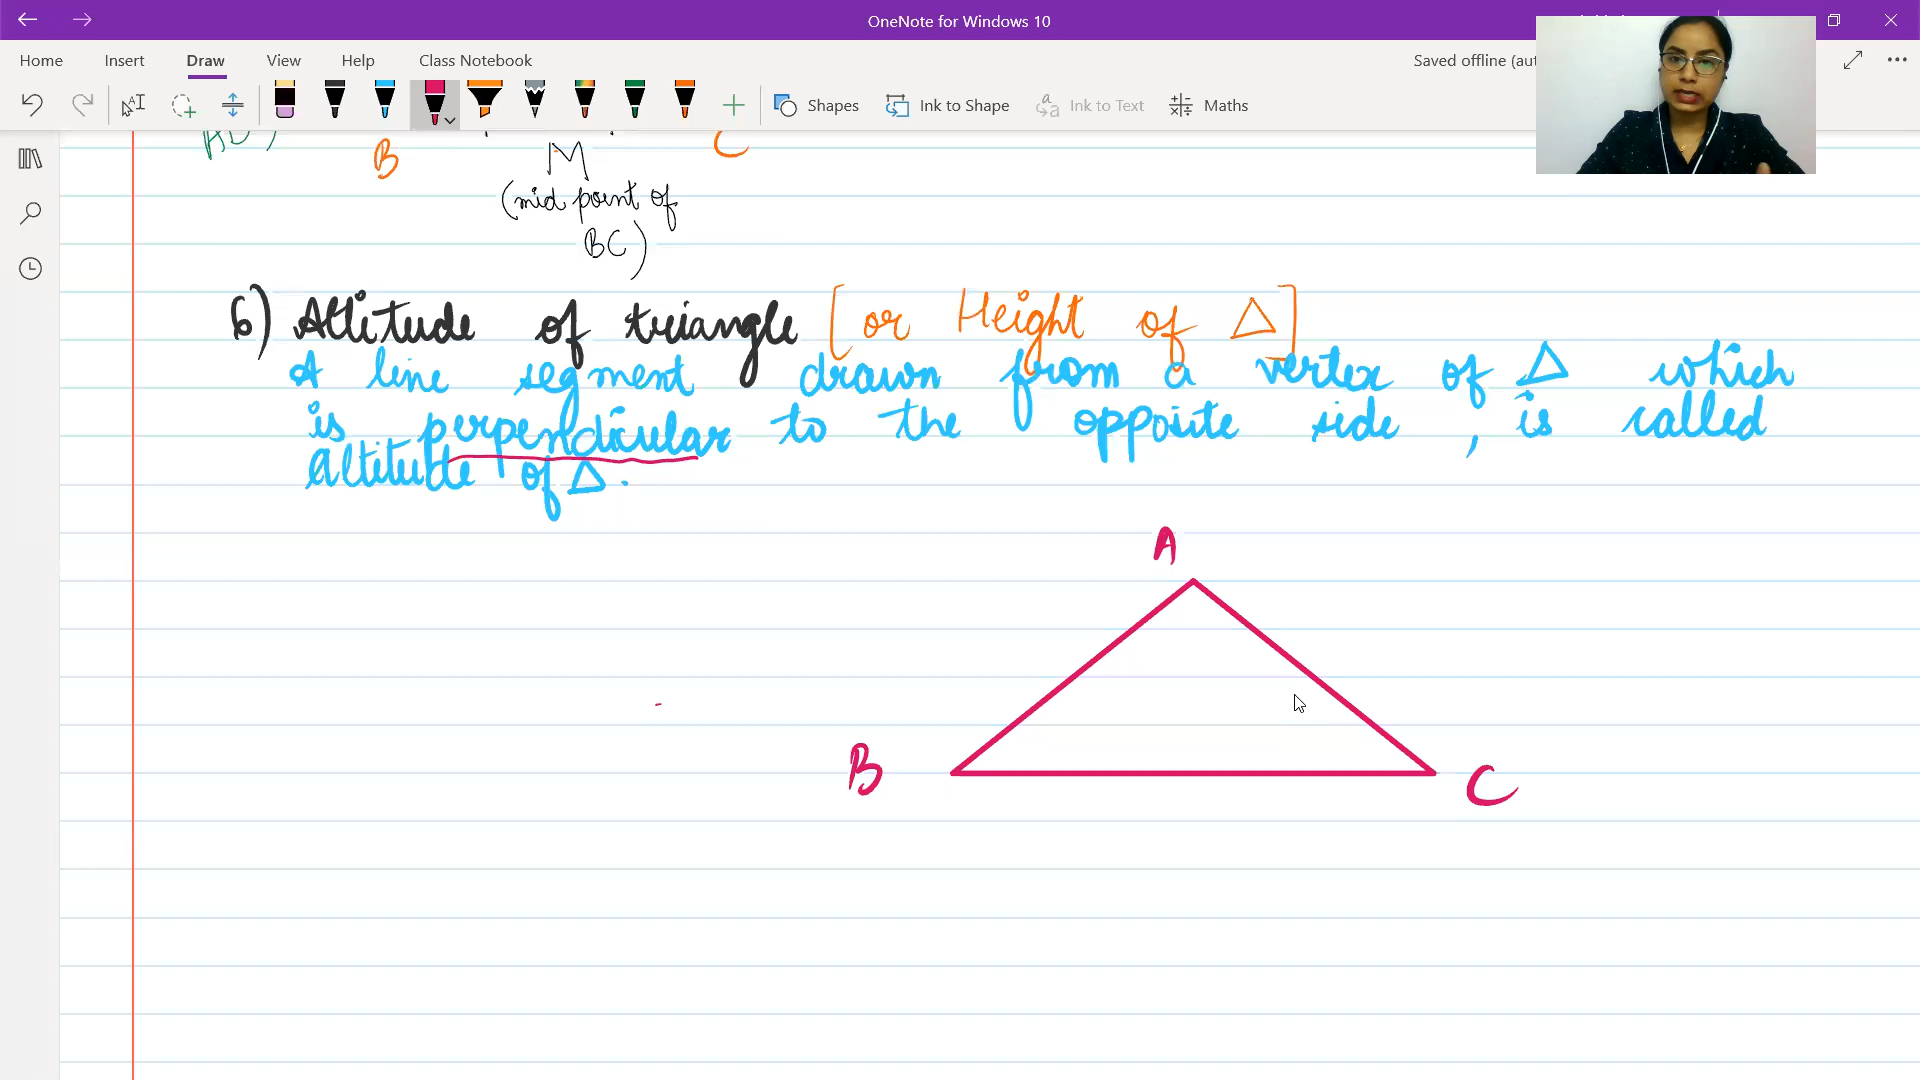 OneNote for Windows 10
Home Insert Draw View Help Class Notebook
Saved offline (aut
Shapes Ink to Shape Ink to Text Maths
B M C
(mid point of
BC)
6) Altitude of triangle [or Height of Δ]
A line segment drawn from a vertex of Δ which
is perpendicular to the opposite side, is called
altitude of Δ.
A
B C